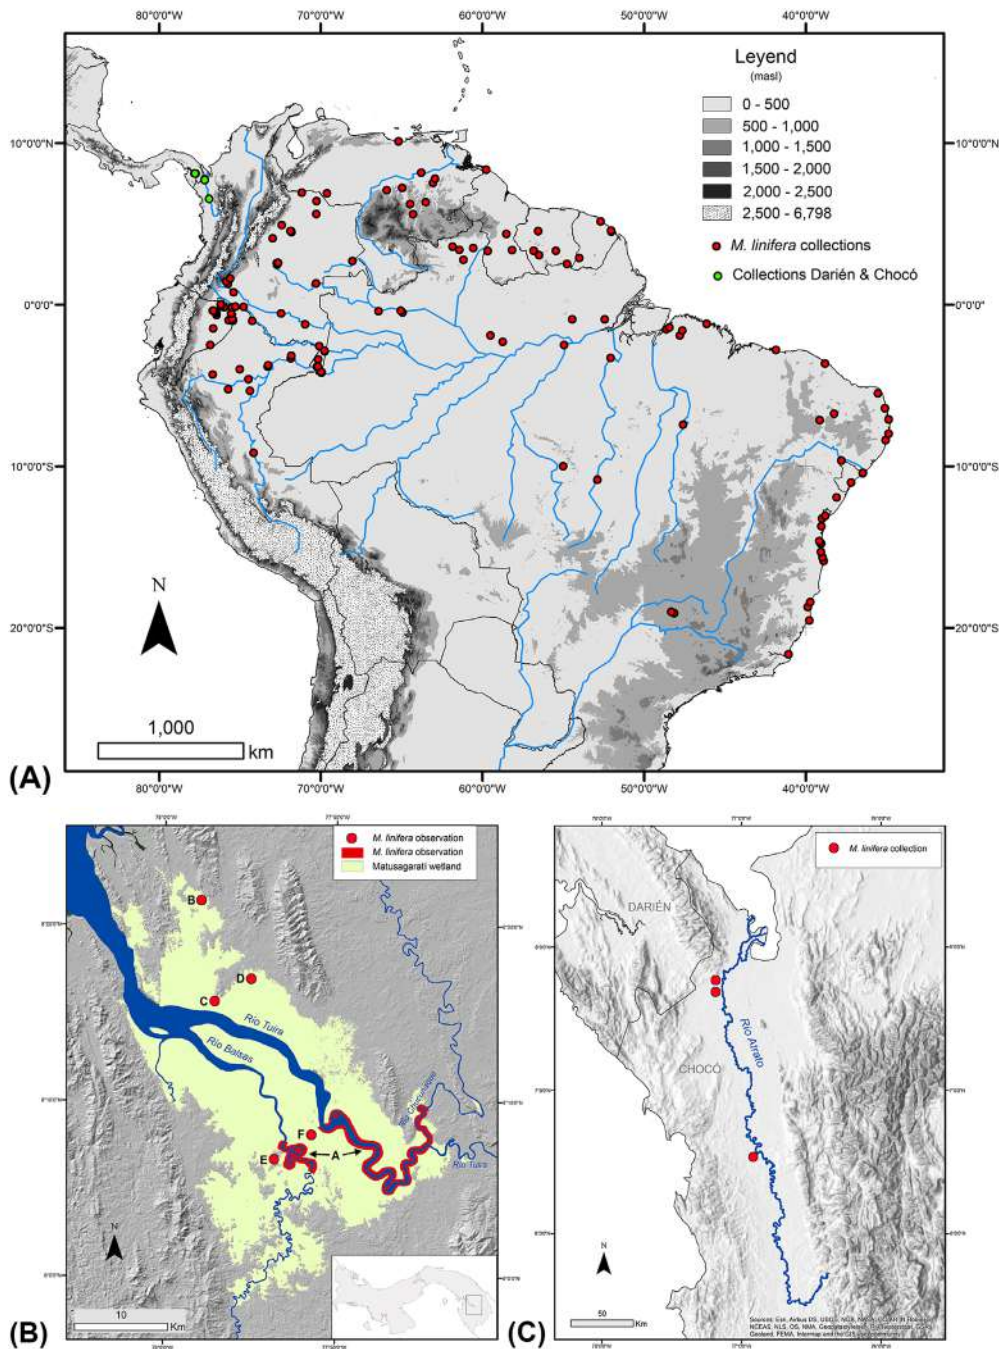 80°0'0"W 70°0'0"W 60°0'0"W 50°0'0"W 40°0'0"W
Leyend
(masl)
0 - 500
500 - 1,000
1,000 - 1,500
1,500 - 2,000
2,000 - 2,500
2,500 - 6,798
M. linifera collections
Collections Darién & Chocó
10°0'0"N 10°0'0"N
0°0'0" 0°0'0"
10°0'0"S 10°0'0"S
20°0'0"S 20°0'0"S
N
1,000
km
80°0'0"W 70°0'0"W 60°0'0"W 50°0'0"W 40°0'0"W
(A)
M. linifera observation
M. linifera observation
Matusagarati wetland
B
D
C
Río Tuira
Río Balsas
F
A
E
Río Tuira
N
10
Km
(B)
M. linifera collection
DARIÉN
Río Atrato
CHOCÓ
N
50
Km
(C)